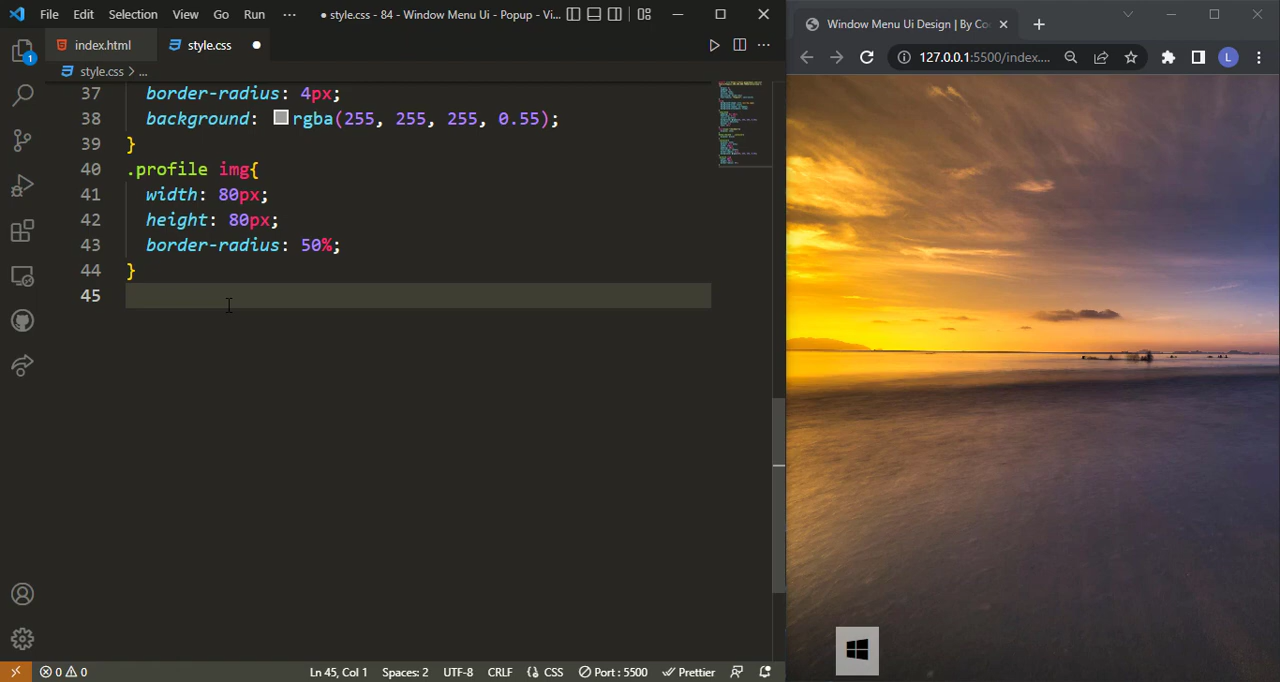 File Edit Selection View Go Run ··· ● style.css - 84 - Window Menu Ui - Popup - Vi...
Window Menu Ui Design | By Co
index.html style.css ●
127.0.0.1:5500/index.... L
style.css > ...
1
37 border-radius: 4px;
38 background: rgba(255, 255, 255, 0.55);
39 }
40 .profile img{
41 width: 80px;
42 height: 80px;
43 border-radius: 50%;
44 }
45
0 0 Ln 45, Col 1 Spaces: 2 UTF-8 CRLF {} CSS Port : 5500 Prettier